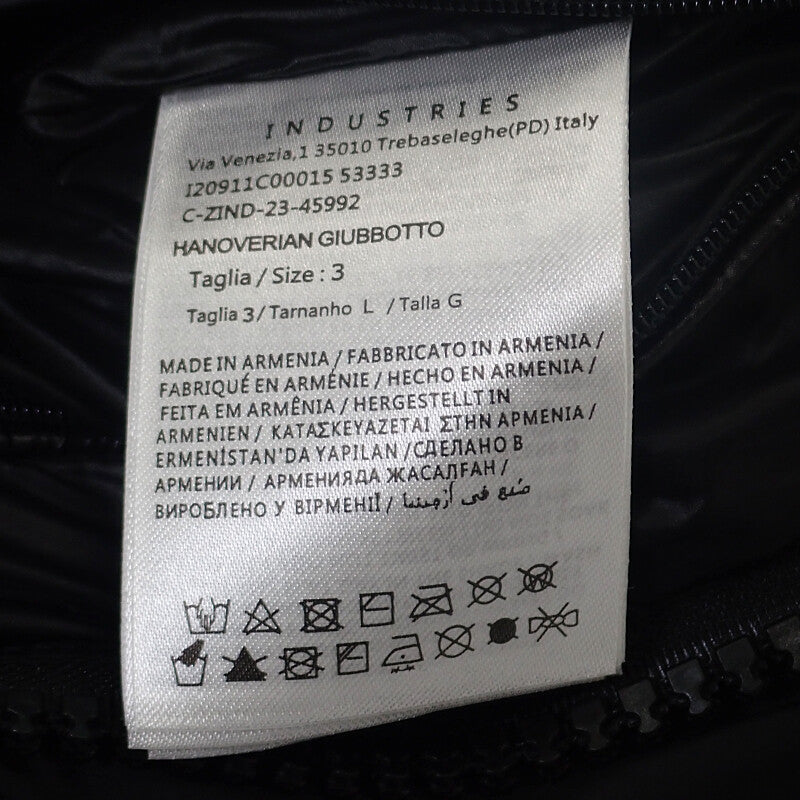 INDUSTRIES
Via Venezia,1 35010 Trebaseleghe(PD) Italy
I20911C00015 53333
C-ZIND-23-45992
HANOVERIAN GIUBBOTTO
Taglia / Size : 3
Taglia 3/Tarnanho L / Talla G
MADE IN ARMENIA / FABBRICATO IN ARMENIA /
FABRIQUÉ EN ARMÉNIE / HECHO EN ARMENIA /
FEITA EM ARMÊNIA / HERGESTELLT IN
ARMENIEN / ΚΑΤΑΣΚΕΥΑΖΕΤΑΙ ΣΤΗΝ ΑΡΜΕΝΙΑ /
ERMENİSTAN'DA YAPILAN /СДЕЛАНО В
АРМЕНИИ / АРМЕНИЯДА ЖАСАЛҒАН /
ВИРОБЛЕНО У ВІРМЕНІЇ / صُنع في أرمينيا